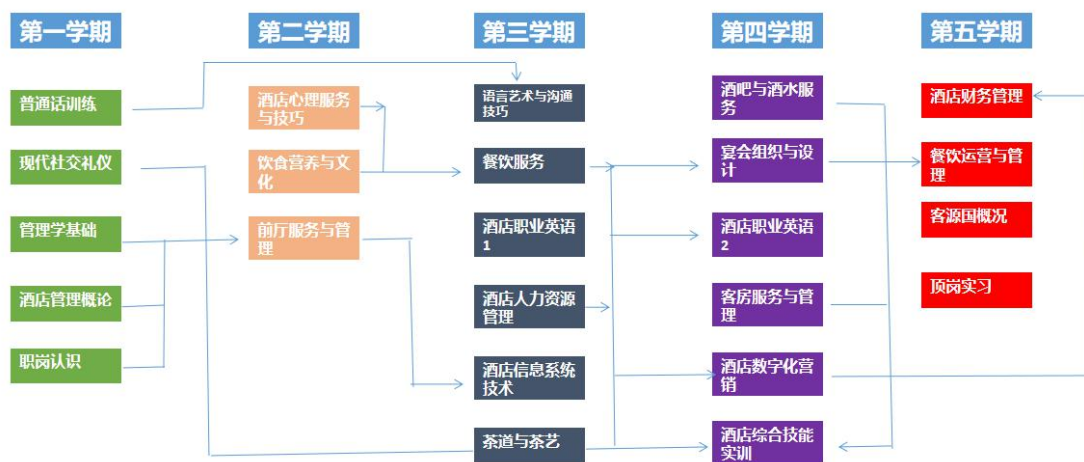 第一学期
第二学期
第三学期
第四学期
第五学期
普通话训练
现代社交礼仪
管理学基础
酒店管理概论
职岗认识
酒店心理服务
与技巧
饮食营养与文
化
前厅服务与管
理
语言艺术与沟通
技巧
餐饮服务
酒店职业英语
1
酒店人力资源
管理
酒店信息系统
技术
茶道与茶艺
酒吧与酒水服
务
宴会组织与设
计
酒店职业英语
2
客房服务与管
理
酒店数字化营
销
酒店综合技能
实训
酒店财务管理
餐饮运营与管
理
客源国概况
顶岗实习